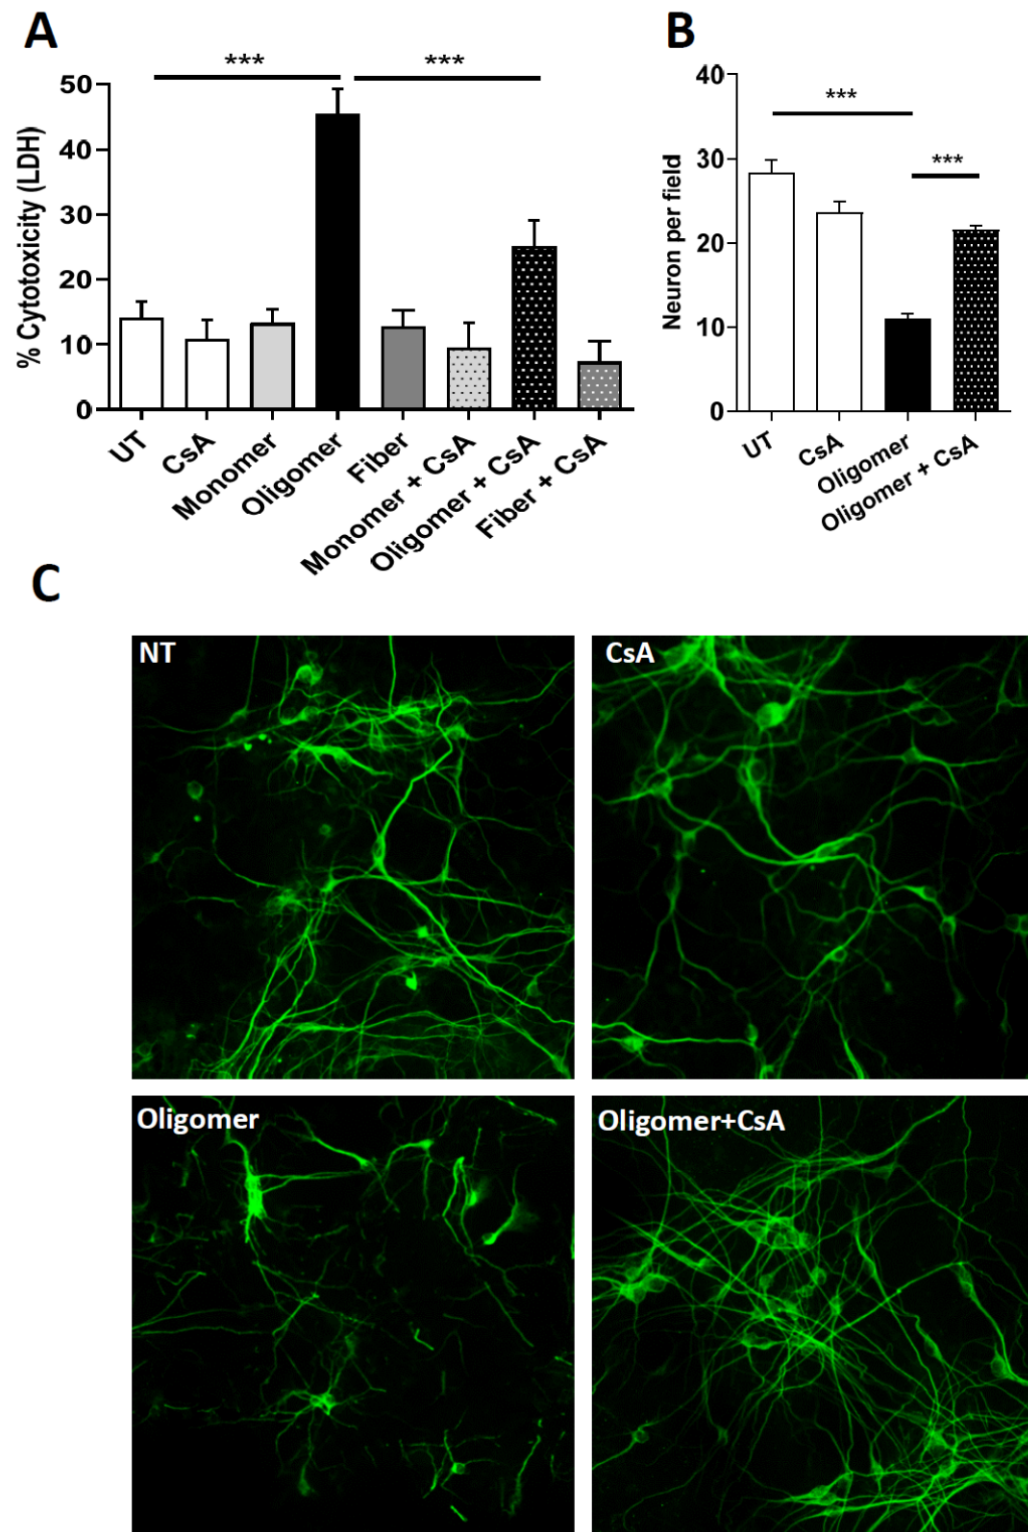 A
B
***
***
% Cytotoxicity (LDH)
50
40
30
20
10
0
UT
CsA
Monomer
Oligomer
Fiber
Monomer + CsA
Oligomer + CsA
Fiber + CsA
***
***
Neuron per field
40
30
20
10
0
UT
CsA
Oligomer
Oligomer + CsA
C
NT
CsA
Oligomer
Oligomer+CsA